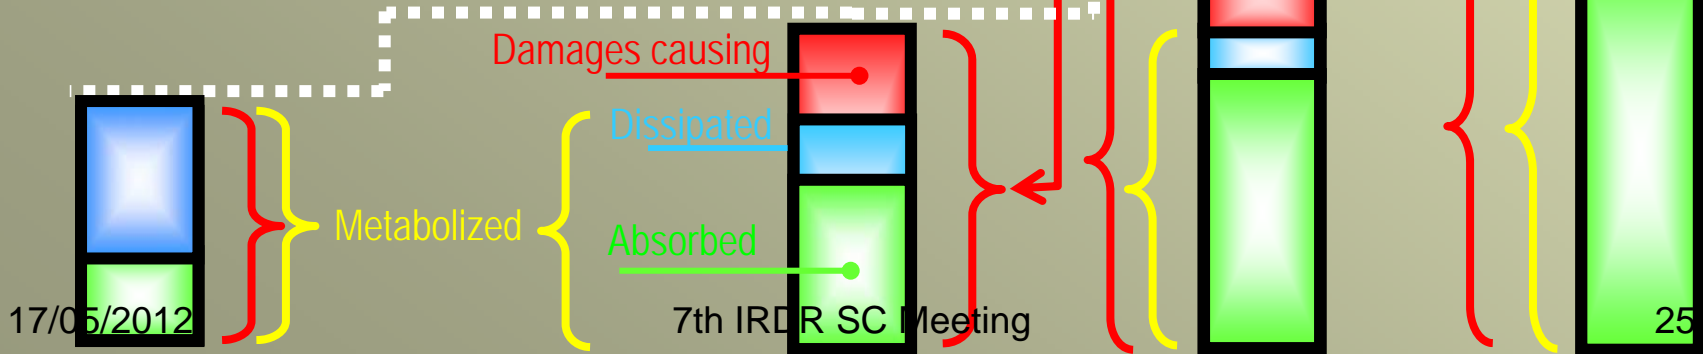 Damages causing
Dissipated
Metabolized
Absorbed
17/05/2012
7th IRDR SC Meeting
25